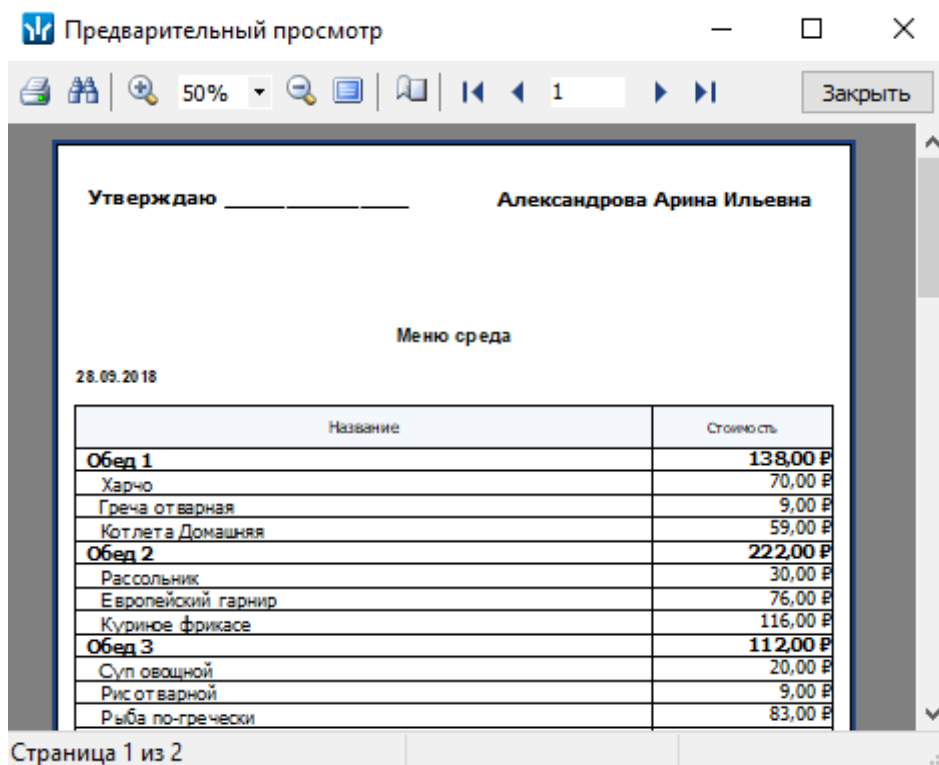 Предварительный просмотр
50% 1 Закрыть
Утверждаю _________________ Александрова Арина Ильевна
Меню среда
28.09.2018
Название Стоимость
Обед 1 138,00 ₽
Харчо 70,00 ₽
Греча отварная 9,00 ₽
Котлета Домашняя 59,00 ₽
Обед 2 222,00 ₽
Рассольник 30,00 ₽
Европейский гарнир 76,00 ₽
Куриное фрикасе 116,00 ₽
Обед 3 112,00 ₽
Суп овощной 20,00 ₽
Рис отварной 9,00 ₽
Рыба по-гречески 83,00 ₽
Страница 1 из 2